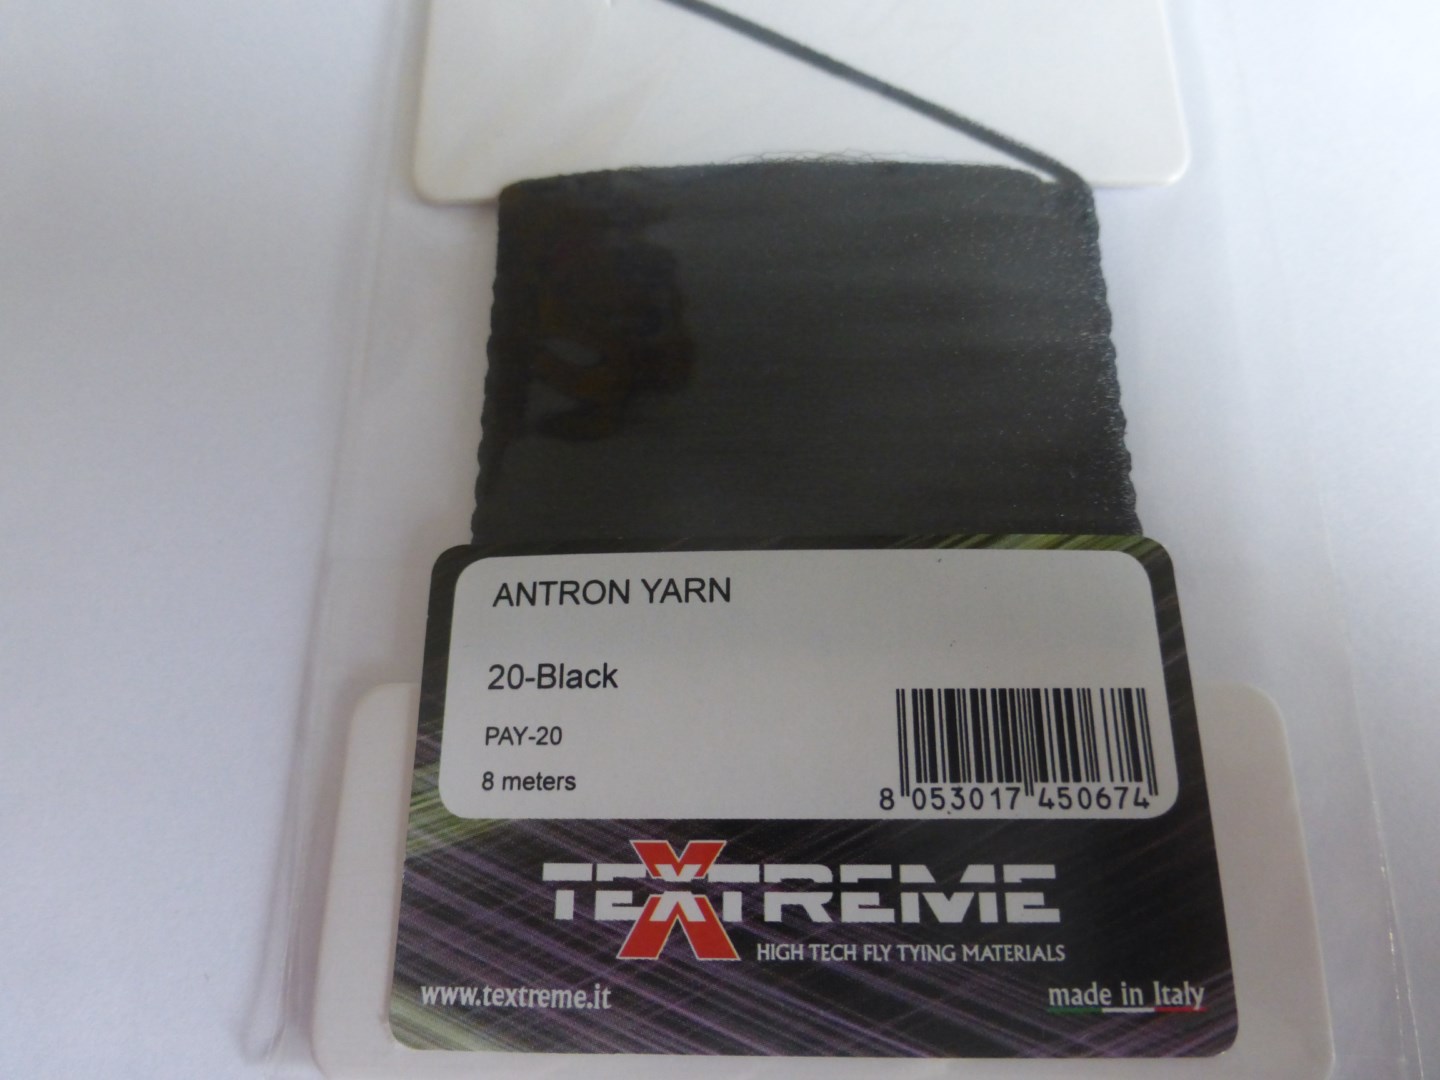 ANTRON YARN
20-Black
PAY-20
8 meters
8 053017 450674
TEXTREME
HIGH TECH FLY TYING MATERIALS
www.textreme.it
made in Italy